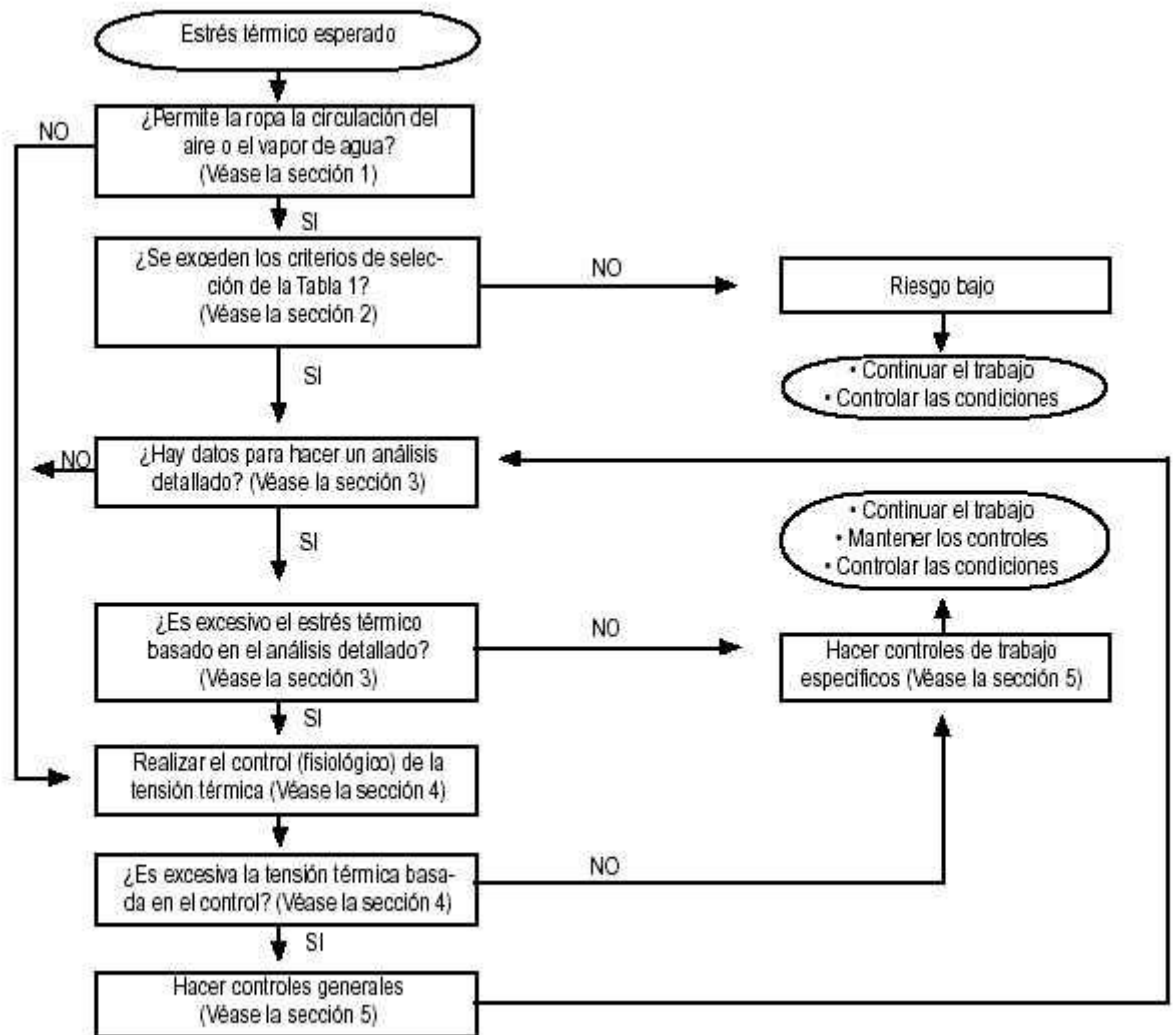 Estrés térmico esperado
¿Permite la ropa la circulación del
aire o el vapor de agua?
(Véase la sección 1)
NO
SI
¿Se exceden los criterios de selec-
ción de la Tabla 1?
(Véase la sección 2)
NO
Riesgo bajo
• Continuar el trabajo
• Controlar las condiciones
SI
¿Hay datos para hacer un análisis
detallado? (Véase la sección 3)
NO
SI
• Continuar el trabajo
• Mantener los controles
• Controlar las condiciones
¿Es excesivo el estrés térmico
basado en el análisis detallado?
(Véase la sección 3)
NO
Hacer controles de trabajo
específicos (Véase la sección 5)
SI
Realizar el control (fisiológico) de la
tensión térmica (Véase la sección 4)
¿Es excesiva la tensión térmica basa-
da en el control? (Véase la sección 4)
NO
SI
Hacer controles generales
(Véase la sección 5)